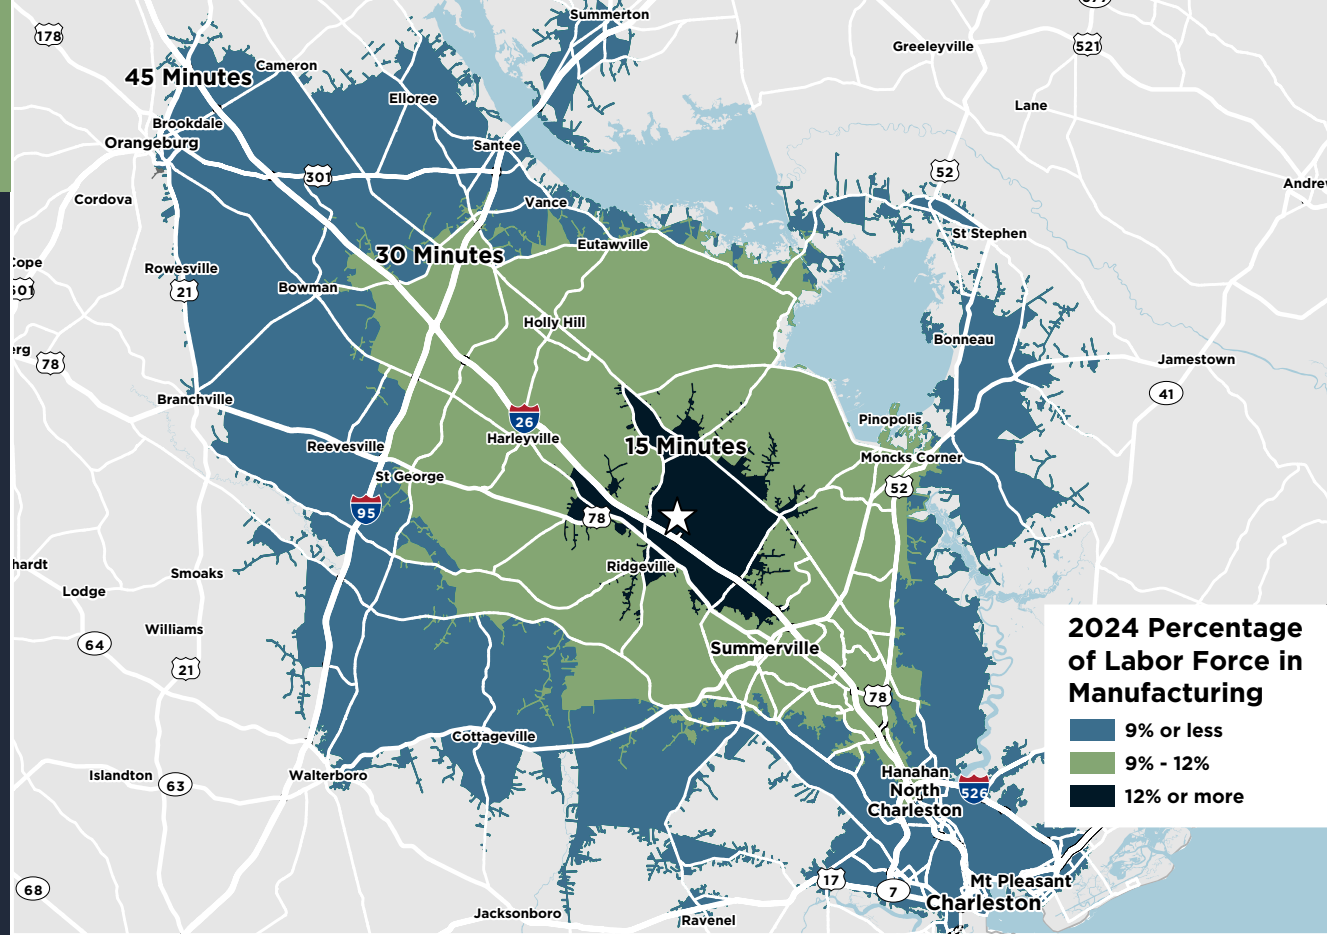 Summerton
178
Greeleyville
521
45 Minutes
Cameron
Elloree
Lane
Brookdale
Orangeburg
Santee
301
52
Cordova
Vance
St Stephen
Eutawville
30 Minutes
Rowesville
21
Bowman
Holly Hill
Bonneau
78
Jamestown
41
Branchville
26
Pinopolis
Reevesville
Harleyville
15 Minutes
Moncks Corner
St George
52
95
78
Ridgeville
Smoaks
Lodge
Williams
64
21
Summerville
78
2024 Percentage
of Labor Force in
Manufacturing
9% or less
9% - 12%
12% or more
Cottageville
Islandton
63
Walterboro
Hanahan
North
Charleston
526
68
17
7
Mt Pleasant
Charleston
Jacksonboro
Ravenel